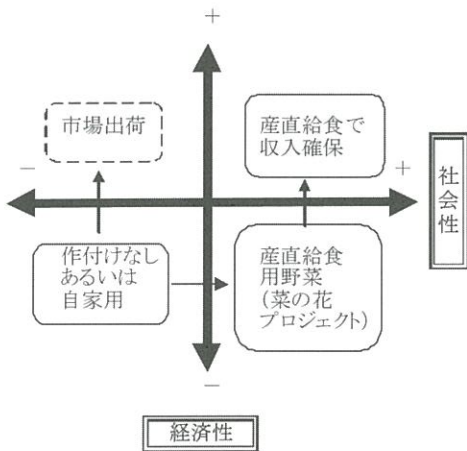 +
市場出荷
産直給食で
収入確保
−
+
社会性
作付けなし
あるいは
自家用
産直給食
用野菜
(菜の花
プロジェクト)
−
経済性